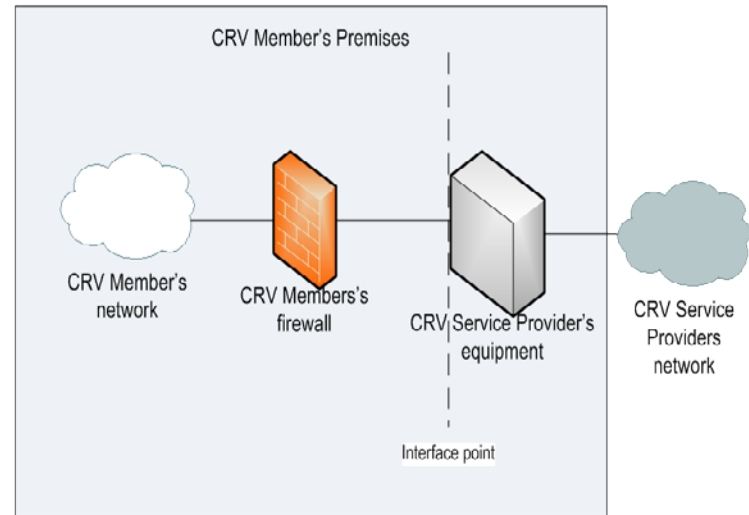 CRV Member's Premises
CRV Member's
network
CRV Members's
firewall
CRV Service Provider's
equipment
CRV Service
Providers
network
Interface point